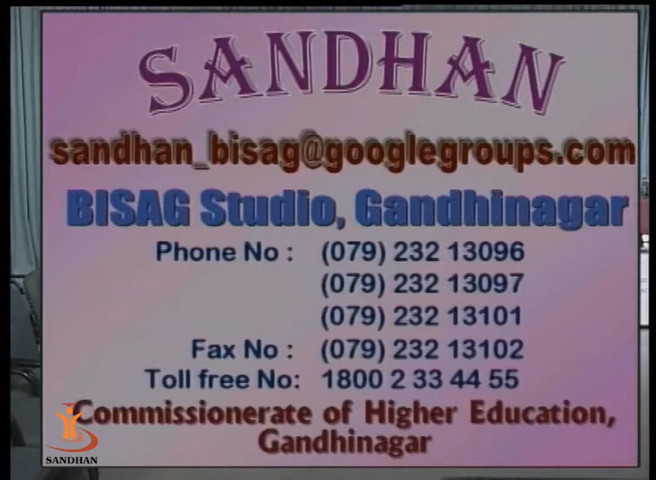 SANDHAN
sandhan_bisag@googlegroups.com
BISAG Studio, Gandhinagar
Phone No : (079) 232 13096
(079) 232 13097
(079) 232 13101
Fax No : (079) 232 13102
Toll free No: 1800 2 33 44 55
Commissionerate of Higher Education,
Gandhinagar
SANDHAN